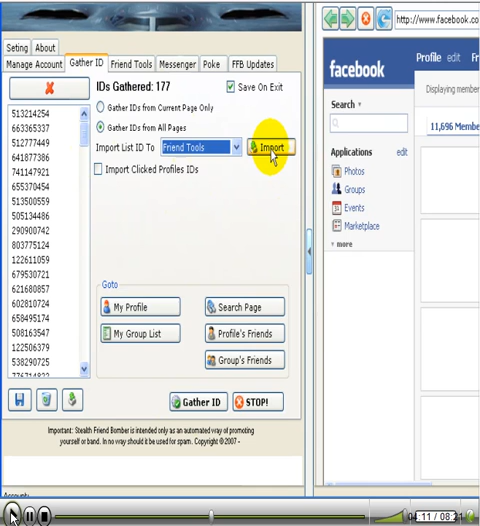 Seting About
Manage Account Gather ID Friend Tools Messenger Poke FFB Updates
IDs Gathered: 177
Save On Exit
Gather IDs from Current Page Only
Gather IDs from All Pages
Import List ID To Friend Tools Import
Import Clicked Profiles IDs
513214254
663365337
512777449
641877386
741147921
655370454
513500559
505134486
290900742
803775124
122611059
679530721
621680857
602810724
658495174
508163547
122506379
538290725
Goto
My Profile Search Page
My Group List Profile's Friends
Group's Friends
Gather ID STOP!
Important: Stealth Friend Bomber is intended only as an automated way of promoting
yourself or band. In no way should it be used for spam. Copyright © 2007 -
http://www.facebook.co
facebook
Profile edit Fr
Displaying member
Search
11,696 Membe
Applications edit
Photos
Groups
Events
Marketplace
more
04:11 / 08:21